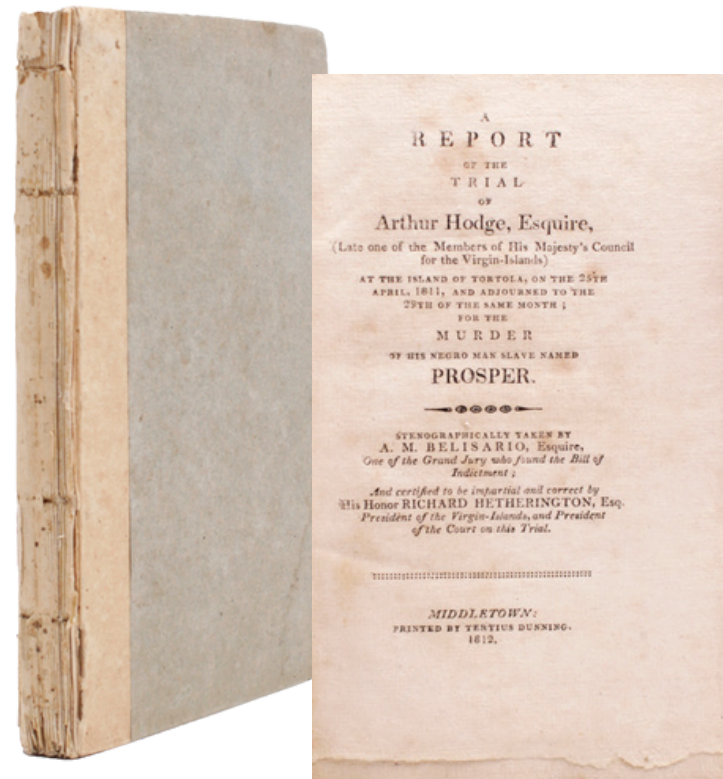 A
REPORT
OF THE
TRIAL
OF
Arthur Hodge, Esquire,
(Late one of the Members of His Majesty's Council
for the Virgin-Islands)
AT THE ISLAND OF TORTOLA, ON THE 25TH
APRIL, 1811, AND ADJOURNED TO THE
29TH OF THE SAME MONTH;
FOR THE
MURDER
OF HIS NEGRO MAN SLAVE NAMED
PROSPER.
STENOGRAPHICALLY TAKEN BY
A. M. BELISARIO, Esquire,
One of the Grand Jury who found the Bill of
Indictment;
And certified to be impartial and correct by
His Honor RICHARD HETHERINGTON, Esq.
President of the Virgin-Islands, and President
of the Court on this Trial.
MIDDLETOWN:
PRINTED BY TERTIUS DUNNING.
1812.